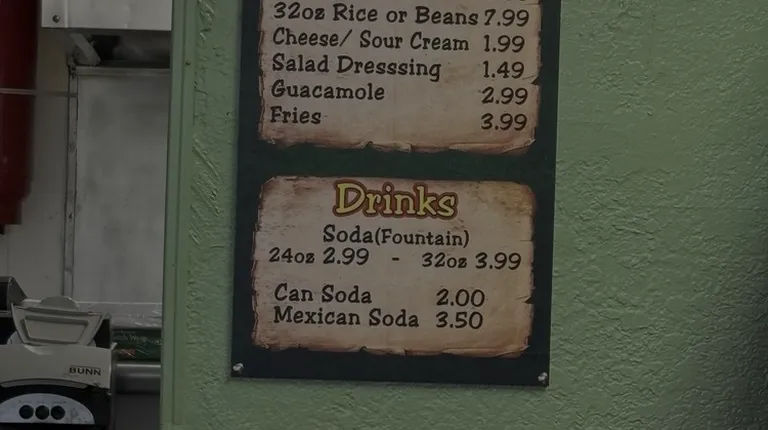 32oz Rice or Beans 7.99
Cheese/ Sour Cream 1.99
Salad Dresssing 1.49
Guacamole 2.99
Fries 3.99
Drinks
Soda(Fountain)
24oz 2.99 - 32oz 3.99
Can Soda 2.00
Mexican Soda 3.50
BUNN